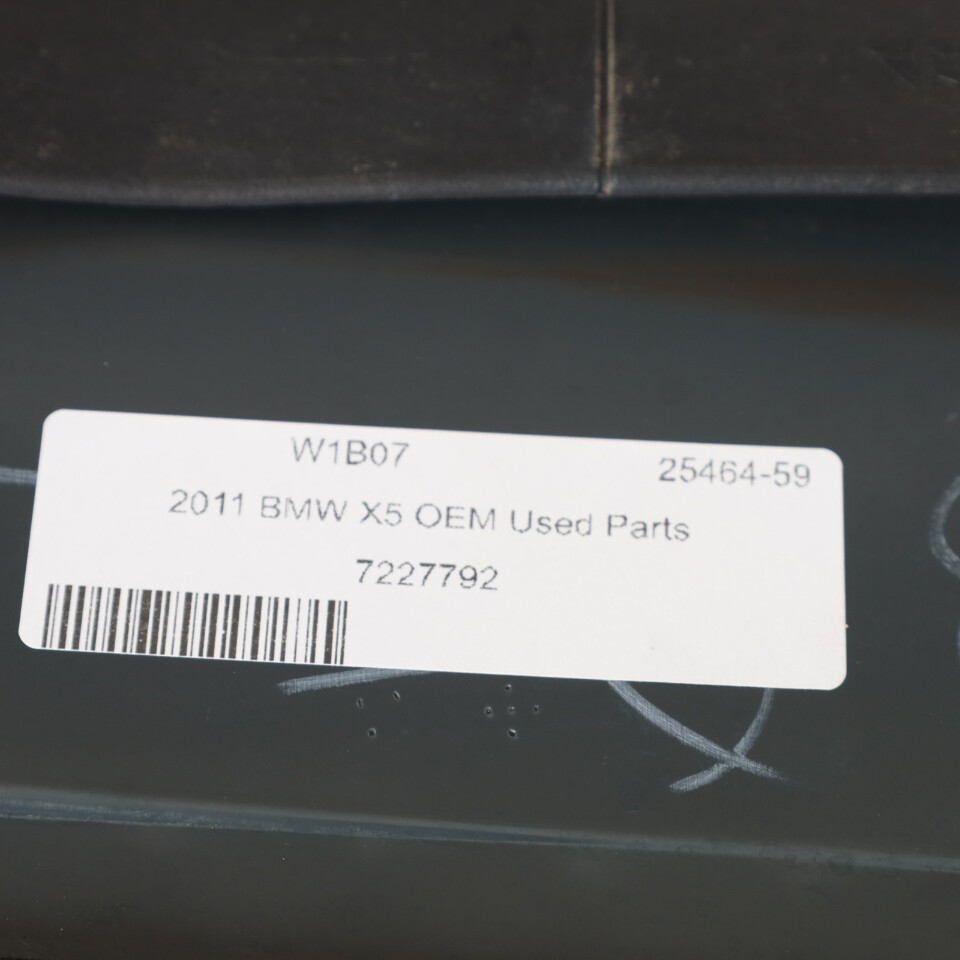 W1B07 25464-59
2011 BMW X5 OEM Used Parts
7227792